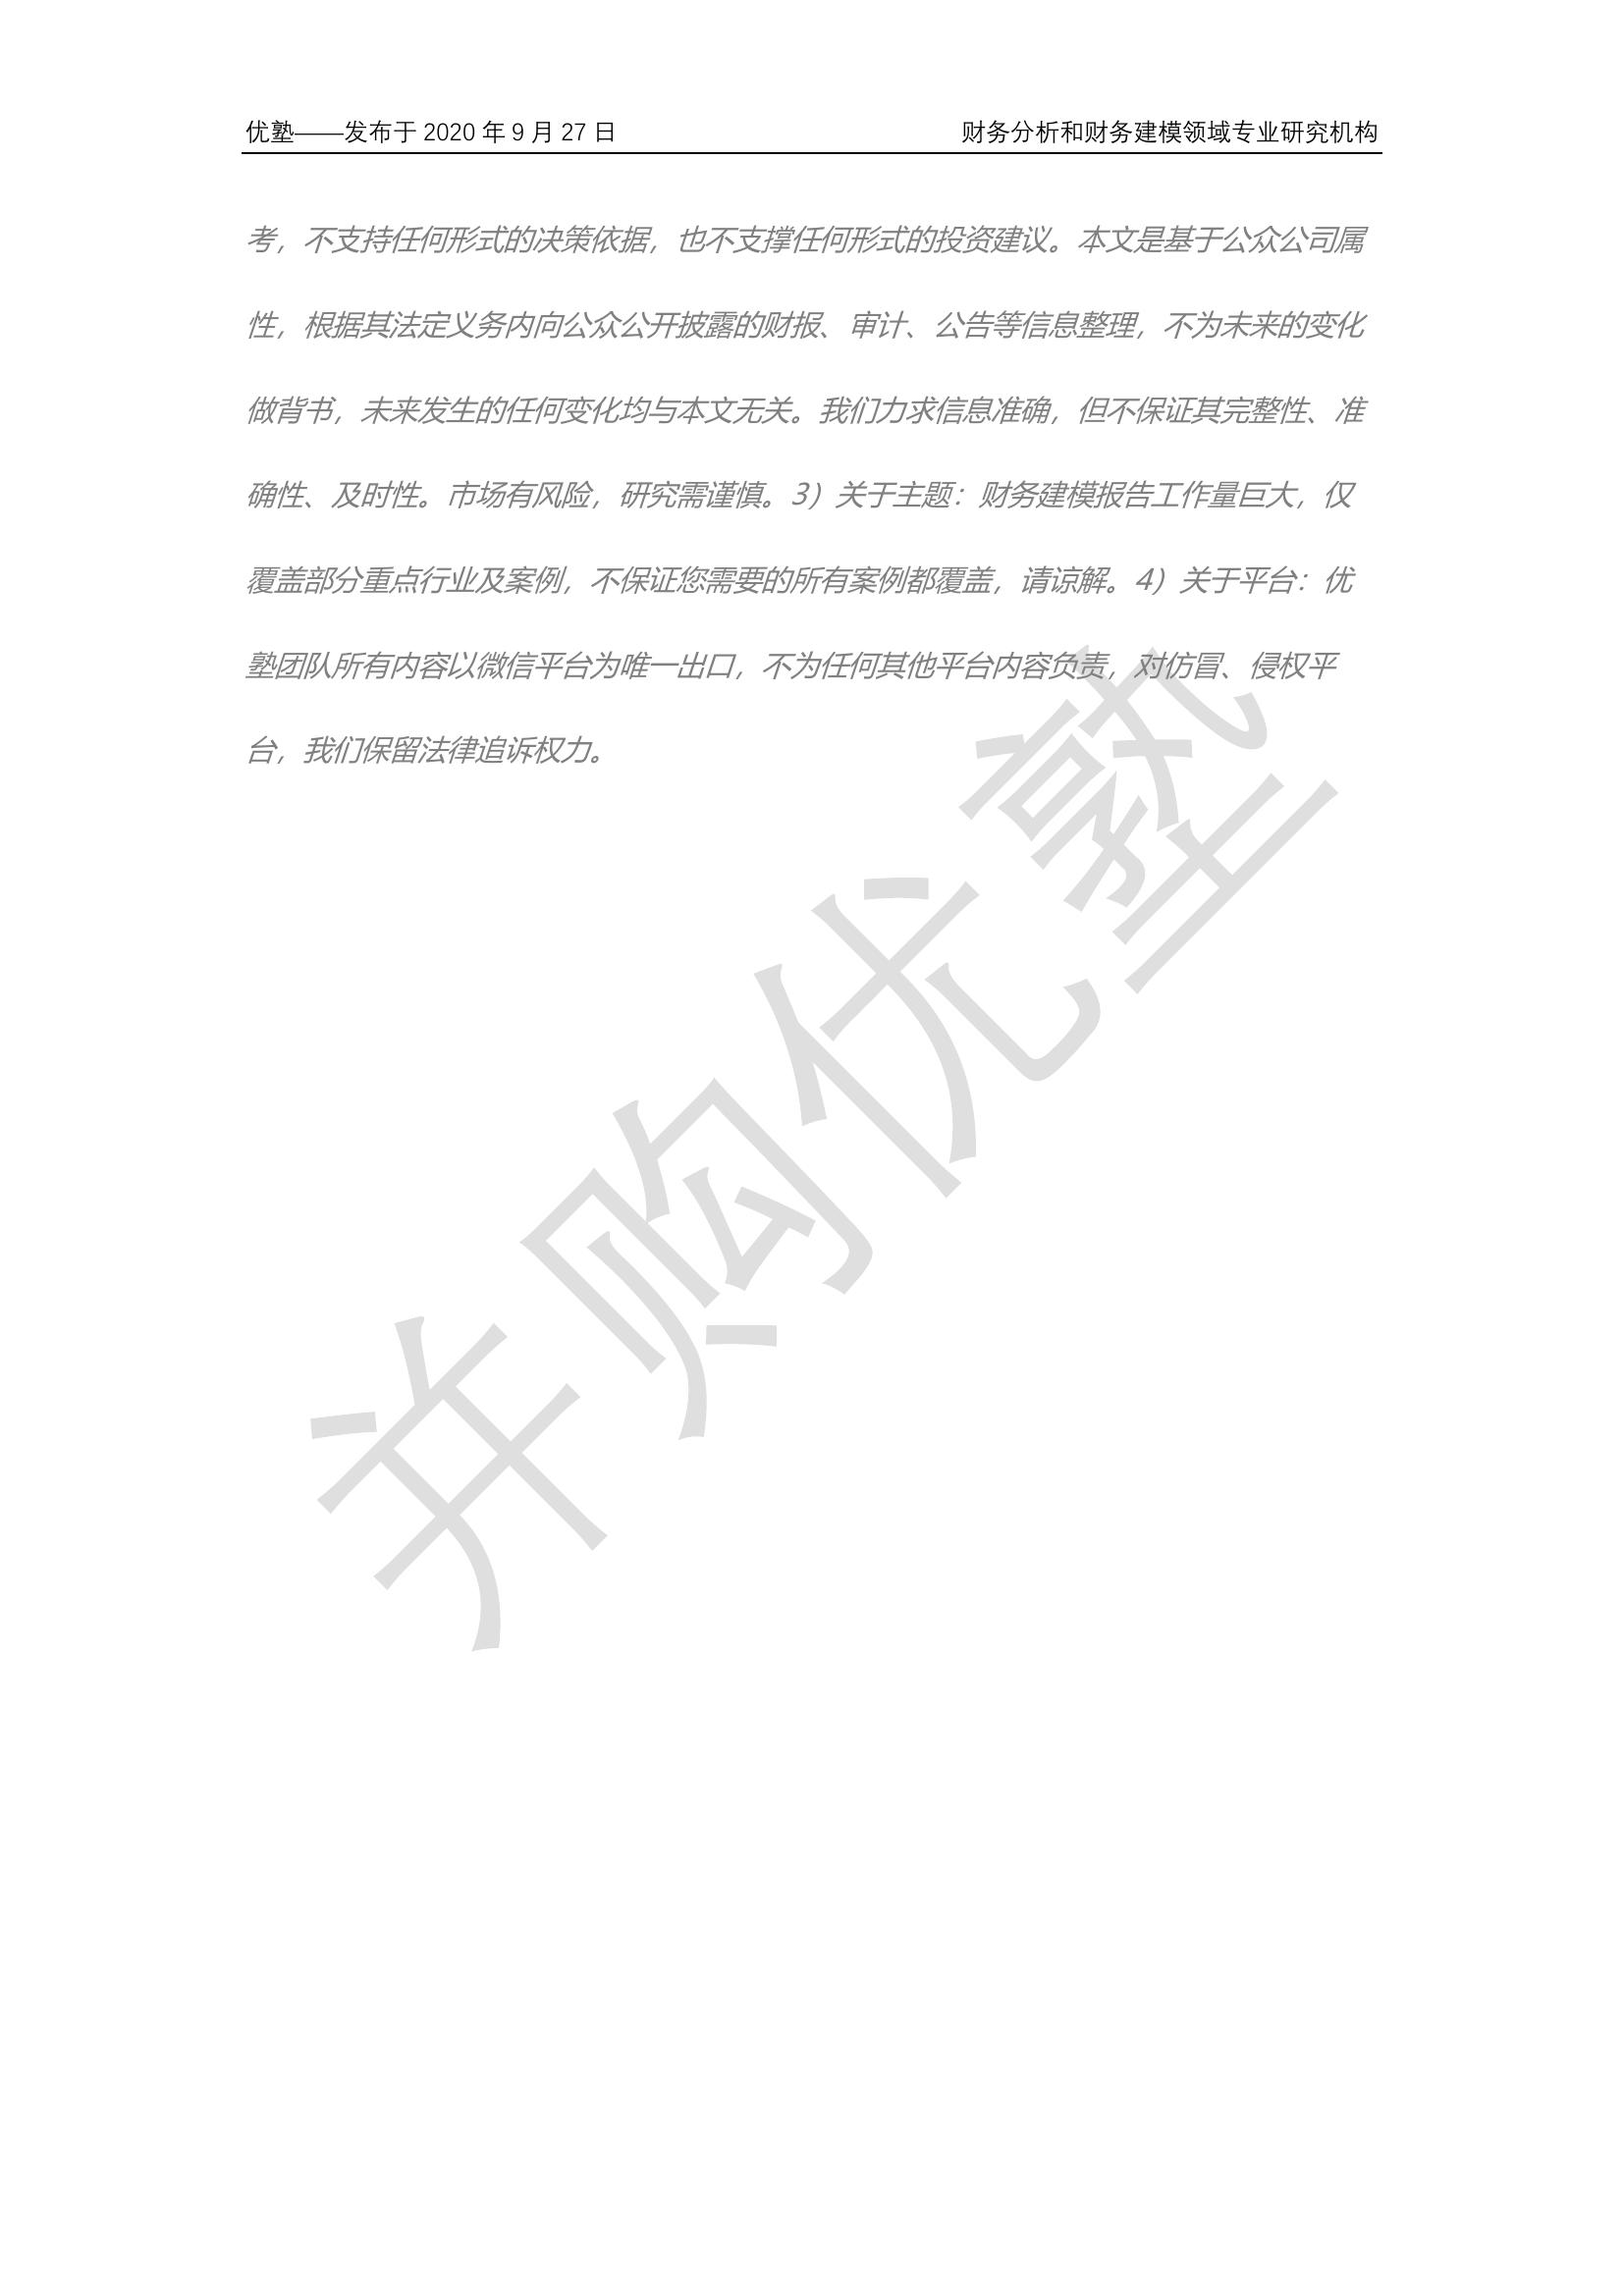 优塾——发布于 2020 年 9 月 27 日 财务分析和财务建模领域专业研究机构
考，不支持任何形式的决策依据，也不支撑任何形式的投资建议。本文是基于公众公司属
性，根据其法定义务内向公众公开披露的财报、审计、公告等信息整理，不为未来的变化
做背书，未来发生的任何变化均与本文无关。我们力求信息准确，但不保证其完整性、准
确性、及时性。市场有风险，研究需谨慎。3）关于主题：财务建模报告工作量巨大，仅
覆盖部分重点行业及案例，不保证您需要的所有案例都覆盖，请谅解。4）关于平台：优
塾团队所有内容以微信平台为唯一出口，不为任何其他平台内容负责，对仿冒、侵权平
台，我们保留法律追诉权力。
并购优塾